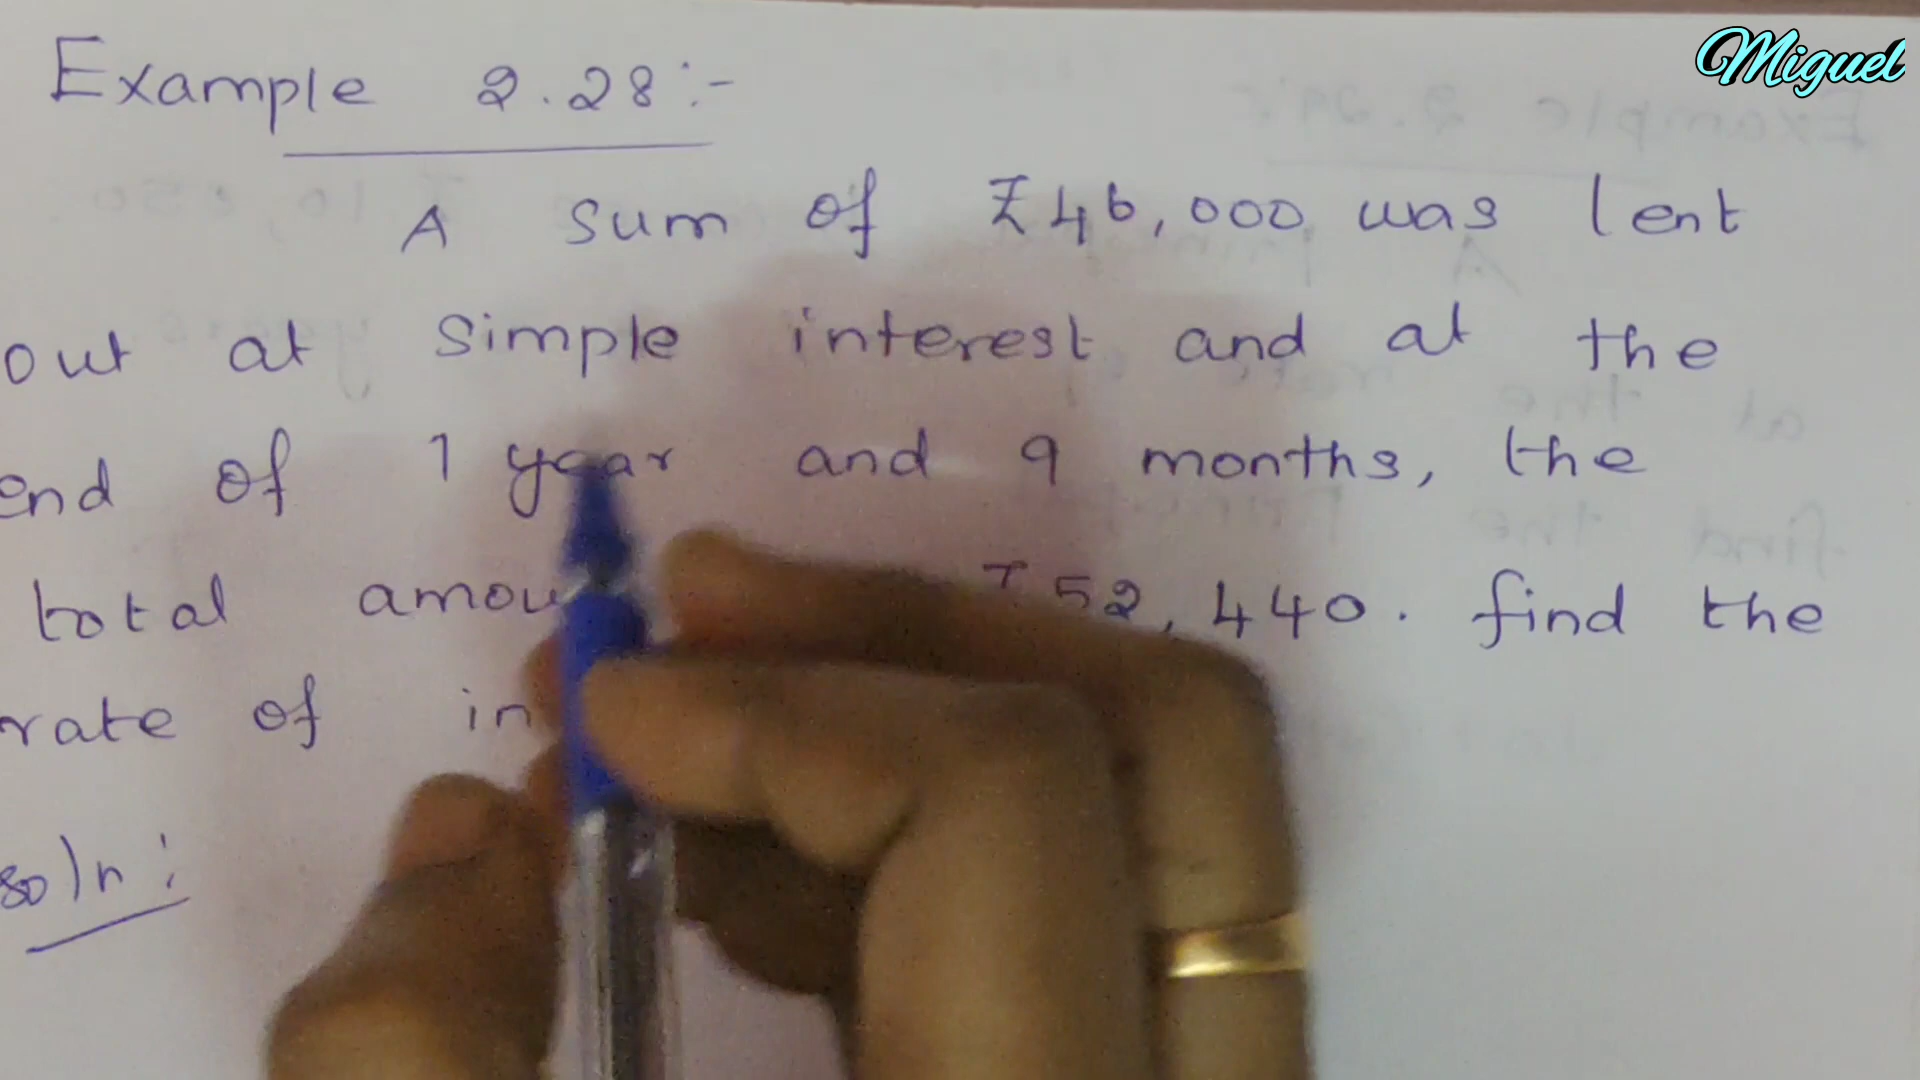 Miguel
Example 2.28:-
A sum of ₹46,000 was lent
out at simple interest and at the
end of 1 year and 9 months, the
total 52,440. find the
rate of
soln: